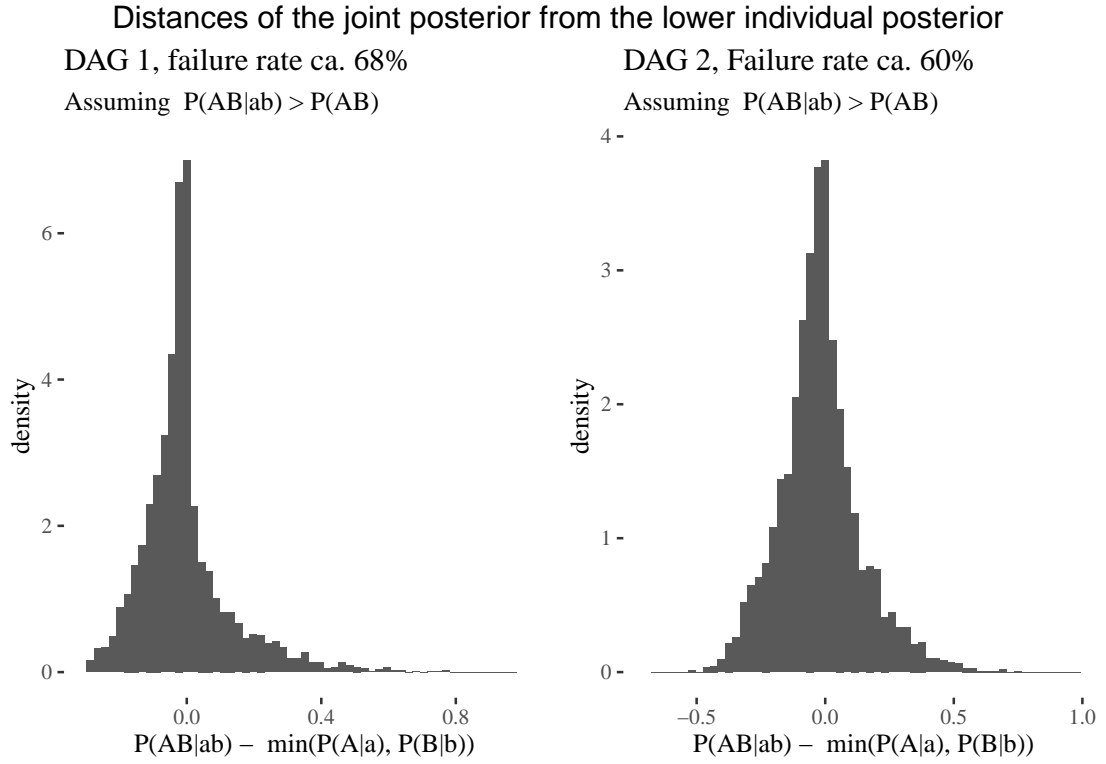 Distances of the joint posterior from the lower individual posterior
DAG 1, failure rate ca. 68%
Assuming P(AB|ab) > P(AB)
6
4
2
0
density
0.0 0.4 0.8
P(AB|ab) − min(P(A|a), P(B|b))
DAG 2, Failure rate ca. 60%
Assuming P(AB|ab) > P(AB)
4
3
2
1
0
density
−0.5 0.0 0.5 1.0
P(AB|ab) − min(P(A|a), P(B|b))